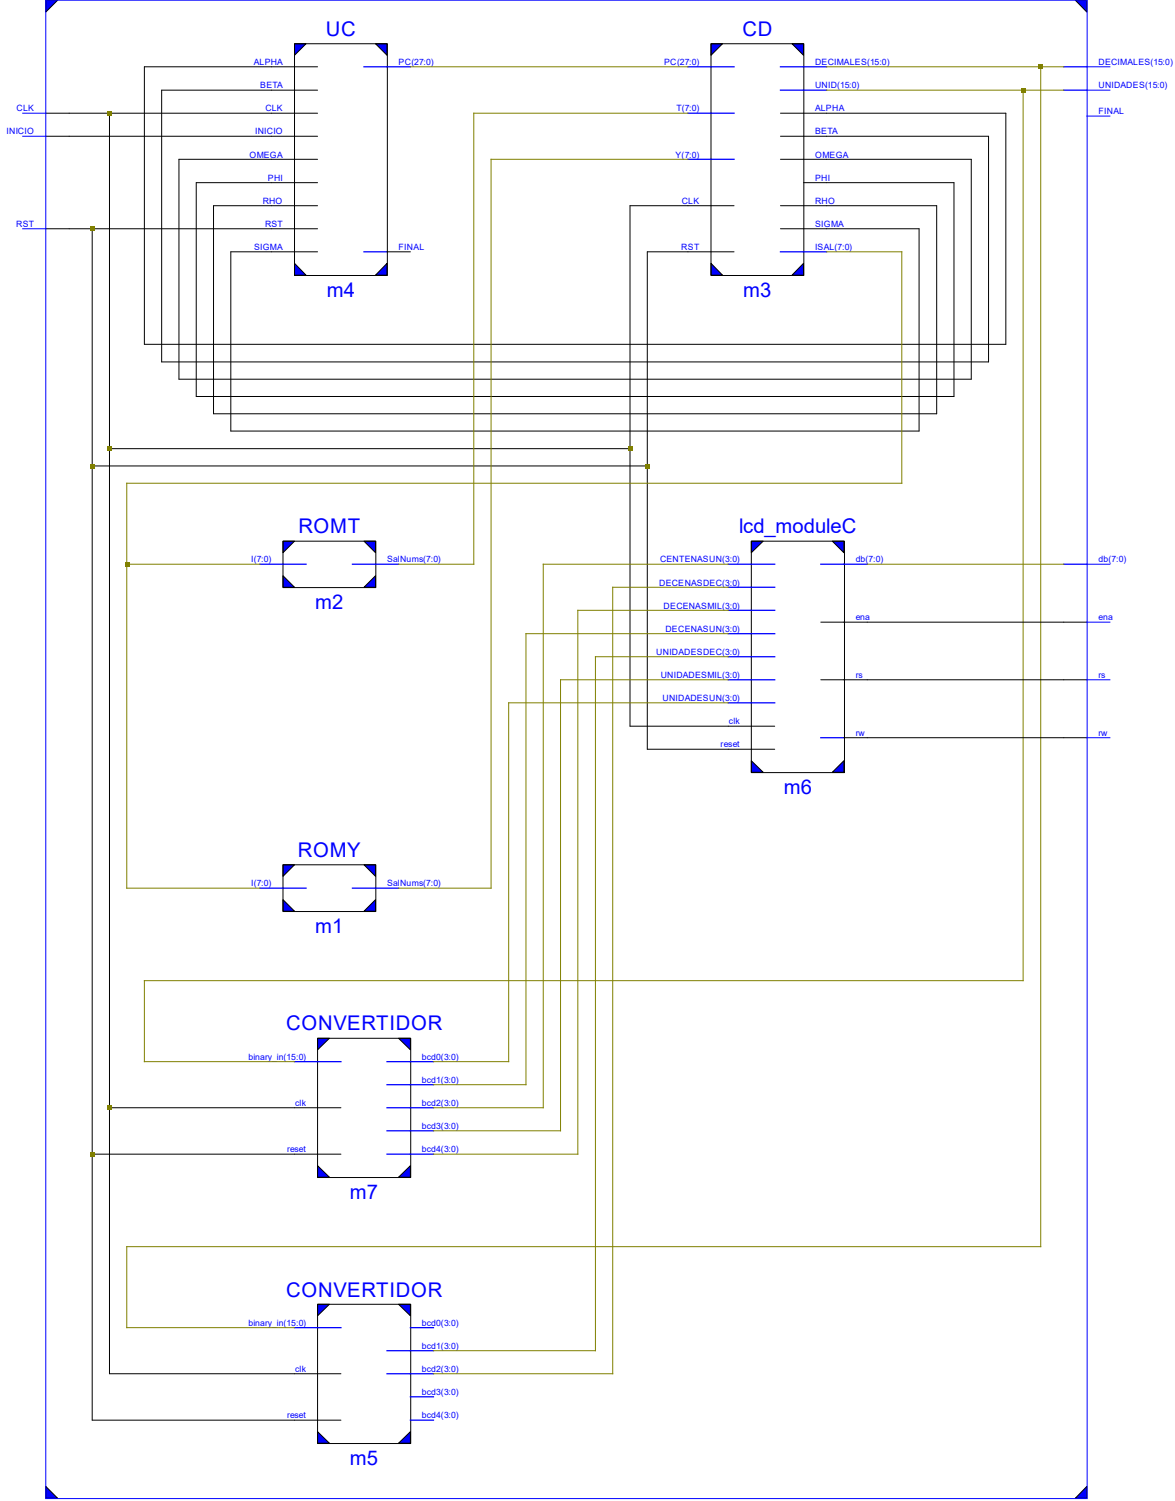 UC
CD
ALPHA
BETA
CLK
INICIO
OMEGA
PHI
RHO
RST
SIGMA
PC(27:0)
FINAL
m4
PC(27:0)
T(7:0)
Y(7:0)
CLK
RST
DECIMALES(15:0)
UNID(15:0)
ALPHA
BETA
OMEGA
PHI
RHO
SIGMA
ISAL(7:0)
m3
CLK
INICIO
RST
DECIMALES(15:0)
UNIDADES(15:0)
FINAL
ROMT
I(7:0)
SalNums(7:0)
m2
lcd_moduleC
CENTENASUN(3:0)
DECENASDEC(3:0)
DECENASMIL(3:0)
DECENASUN(3:0)
UNIDADESDEC(3:0)
UNIDADESMIL(3:0)
UNIDADESUN(3:0)
clk
reset
db(7:0)
ena
rs
rw
m6
db(7:0)
ena
rs
rw
ROMY
I(7:0)
SalNums(7:0)
m1
CONVERTIDOR
binary_in(15:0)
clk
reset
bcd0(3:0)
bcd1(3:0)
bcd2(3:0)
bcd3(3:0)
bcd4(3:0)
m7
CONVERTIDOR
binary_in(15:0)
clk
reset
bcd0(3:0)
bcd1(3:0)
bcd2(3:0)
bcd3(3:0)
bcd4(3:0)
m5